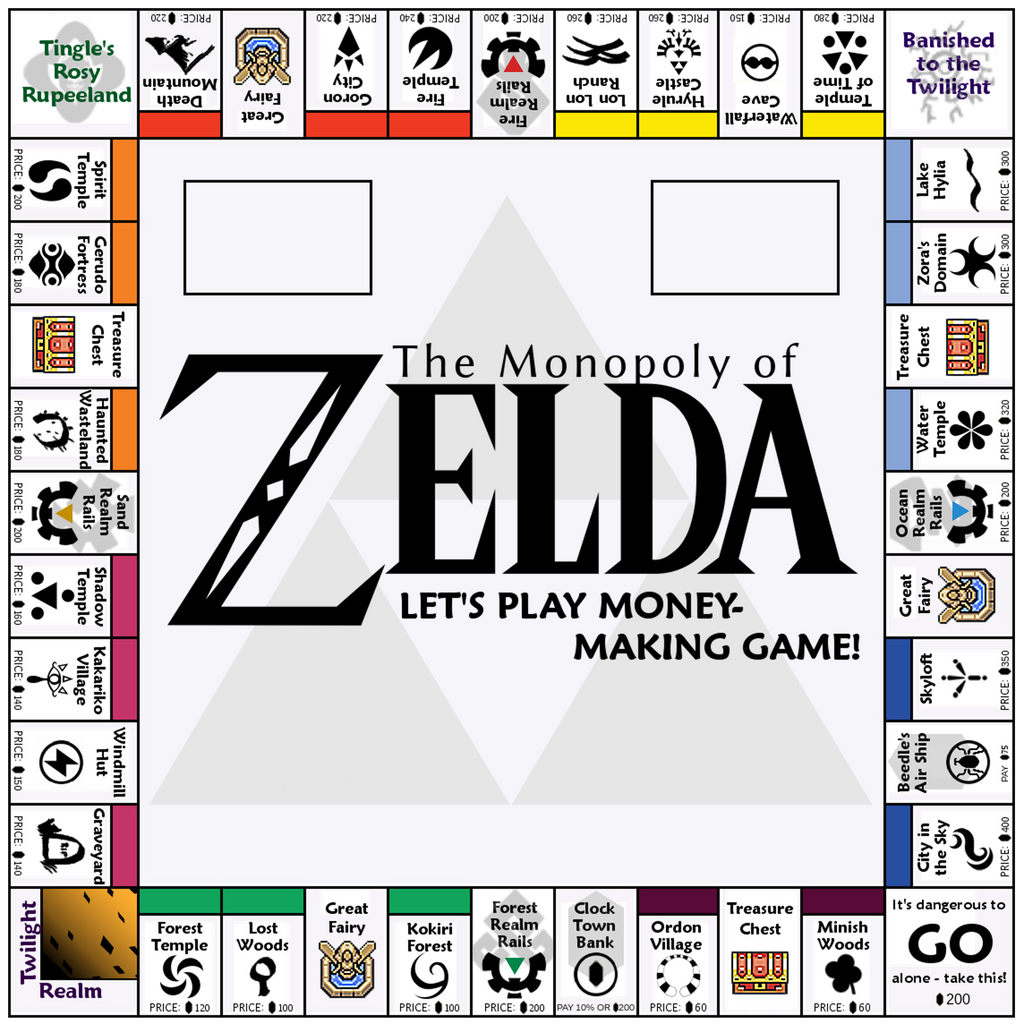 Tingle's
Rosy
Rupeeland
PRICE: 220
Death
Mountain
Great
Fairy
PRICE: 220
Goron
City
PRICE: 240
Fire
Temple
PRICE: 200
Fire
Realm
Rails
PRICE: 260
Lon Lon
Ranch
PRICE: 260
Hyrule
Castle
PRICE: 150
Waterfall
Cave
PRICE: 280
Temple
of Time
Banished
to the
Twilight
Spirit
Temple
PRICE: 200
Gerudo
Fortress
PRICE: 180
Treasure
Chest
Haunted
Wasteland
PRICE: 180
Sand
Realm
Rails
PRICE: 200
Shadow
Temple
PRICE: 160
Kakariko
Village
PRICE: 140
Windmill
Hut
PRICE: 150
Graveyard
RIP
PRICE: 140
The Monopoly of
ZELDA
LET'S PLAY MONEY-
MAKING GAME!
Lake
Hylia
PRICE: 300
Zora's
Domain
PRICE: 300
Treasure
Chest
Water
Temple
PRICE: 320
Ocean
Realm
Rails
PRICE: 200
Great
Fairy
Skyloft
PRICE: 350
Beedle's
Air Ship
PAY 75
City in
the Sky
PRICE: 400
Twilight
Realm
Forest
Temple
PRICE: 120
Lost
Woods
PRICE: 100
Great
Fairy
Kokiri
Forest
PRICE: 100
Forest
Realm
Rails
PRICE: 200
Clock
Town
Bank
PAY 10% OR 200
Ordon
Village
PRICE: 60
Treasure
Chest
Minish
Woods
PRICE: 60
It's dangerous to
GO
alone - take this!
200